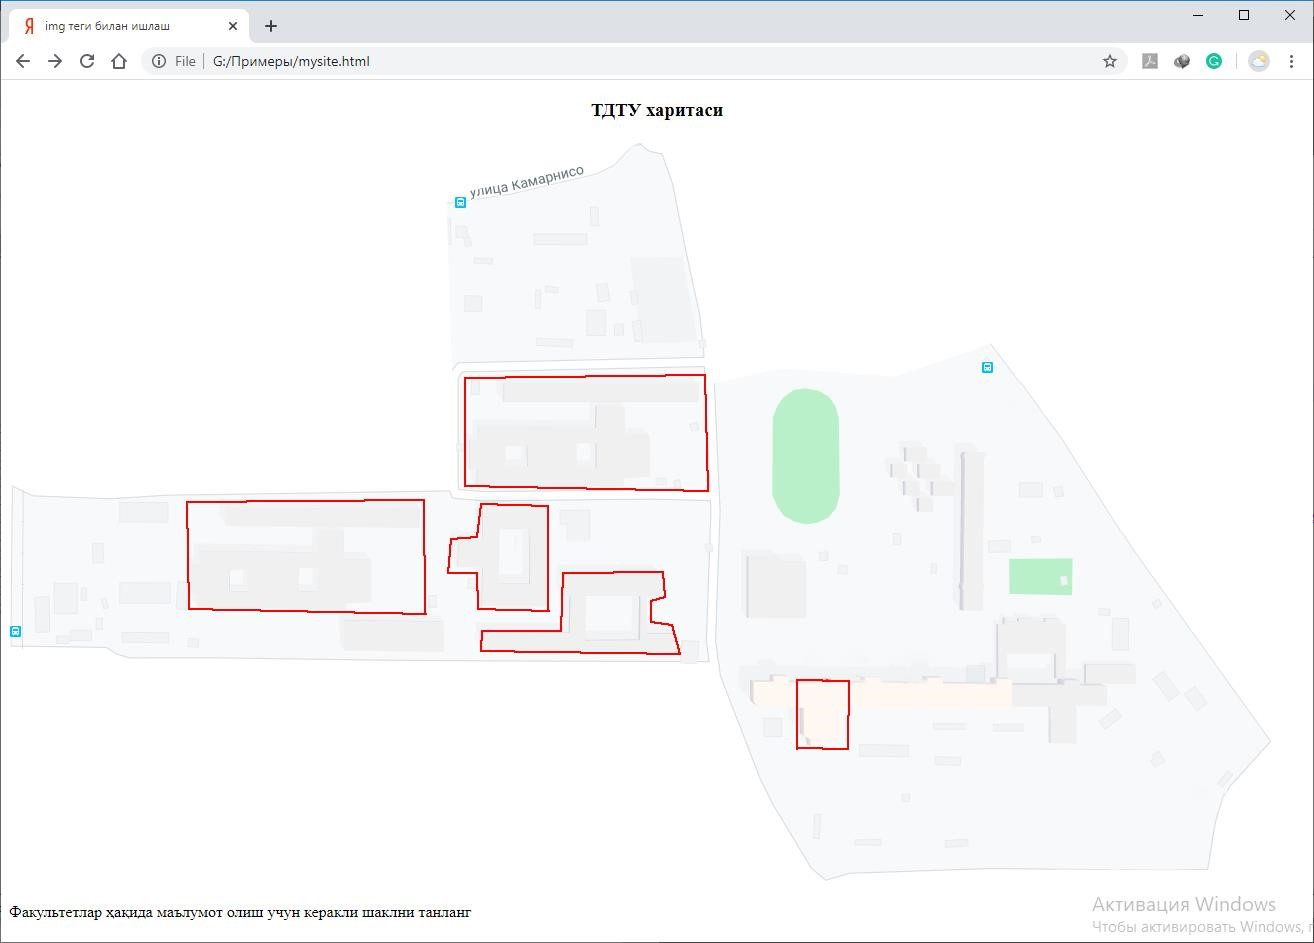 img теги билан ишлаш
File
G:/Примеры/mysite.html
ТДТУ харитаси
улица Камарнисо
Факультетлар ҳақида маълумот олиш учун керакли шаклни танланг
Активация Windows
Чтобы активировать Windows,